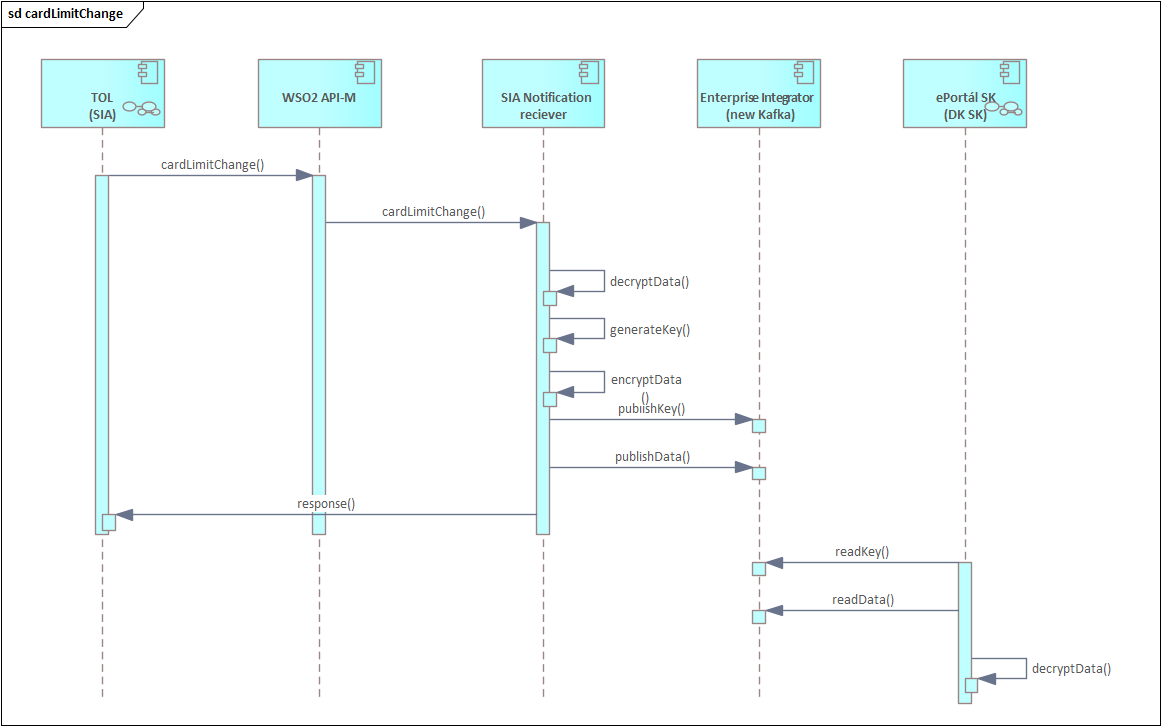 sd cardLimitChange
TOL
(SIA)
WSO2 API-M
SIA Notification
reciever
Enterprise Integrator
(new Kafka)
ePortál SK
(DK SK)
cardLimitChange()
cardLimitChange()
decryptData()
generateKey()
encryptData
()
publishKey()
publishData()
response()
readKey()
readData()
decryptData()